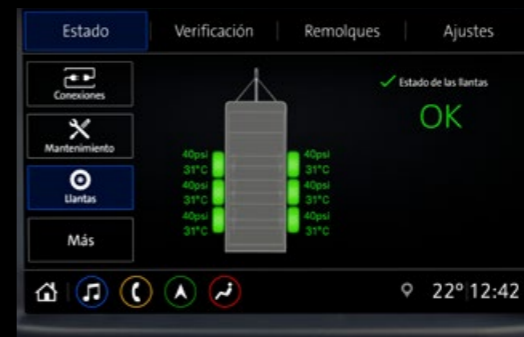 Estado
Verificación
Remolques
Ajustes
Conexiones
Mantenimiento
Llantas
Más
40psi
31°C
40psi
31°C
40psi
31°C
40psi
31°C
40psi
31°C
40psi
31°C
Estado de las llantas
OK
22° 12:42